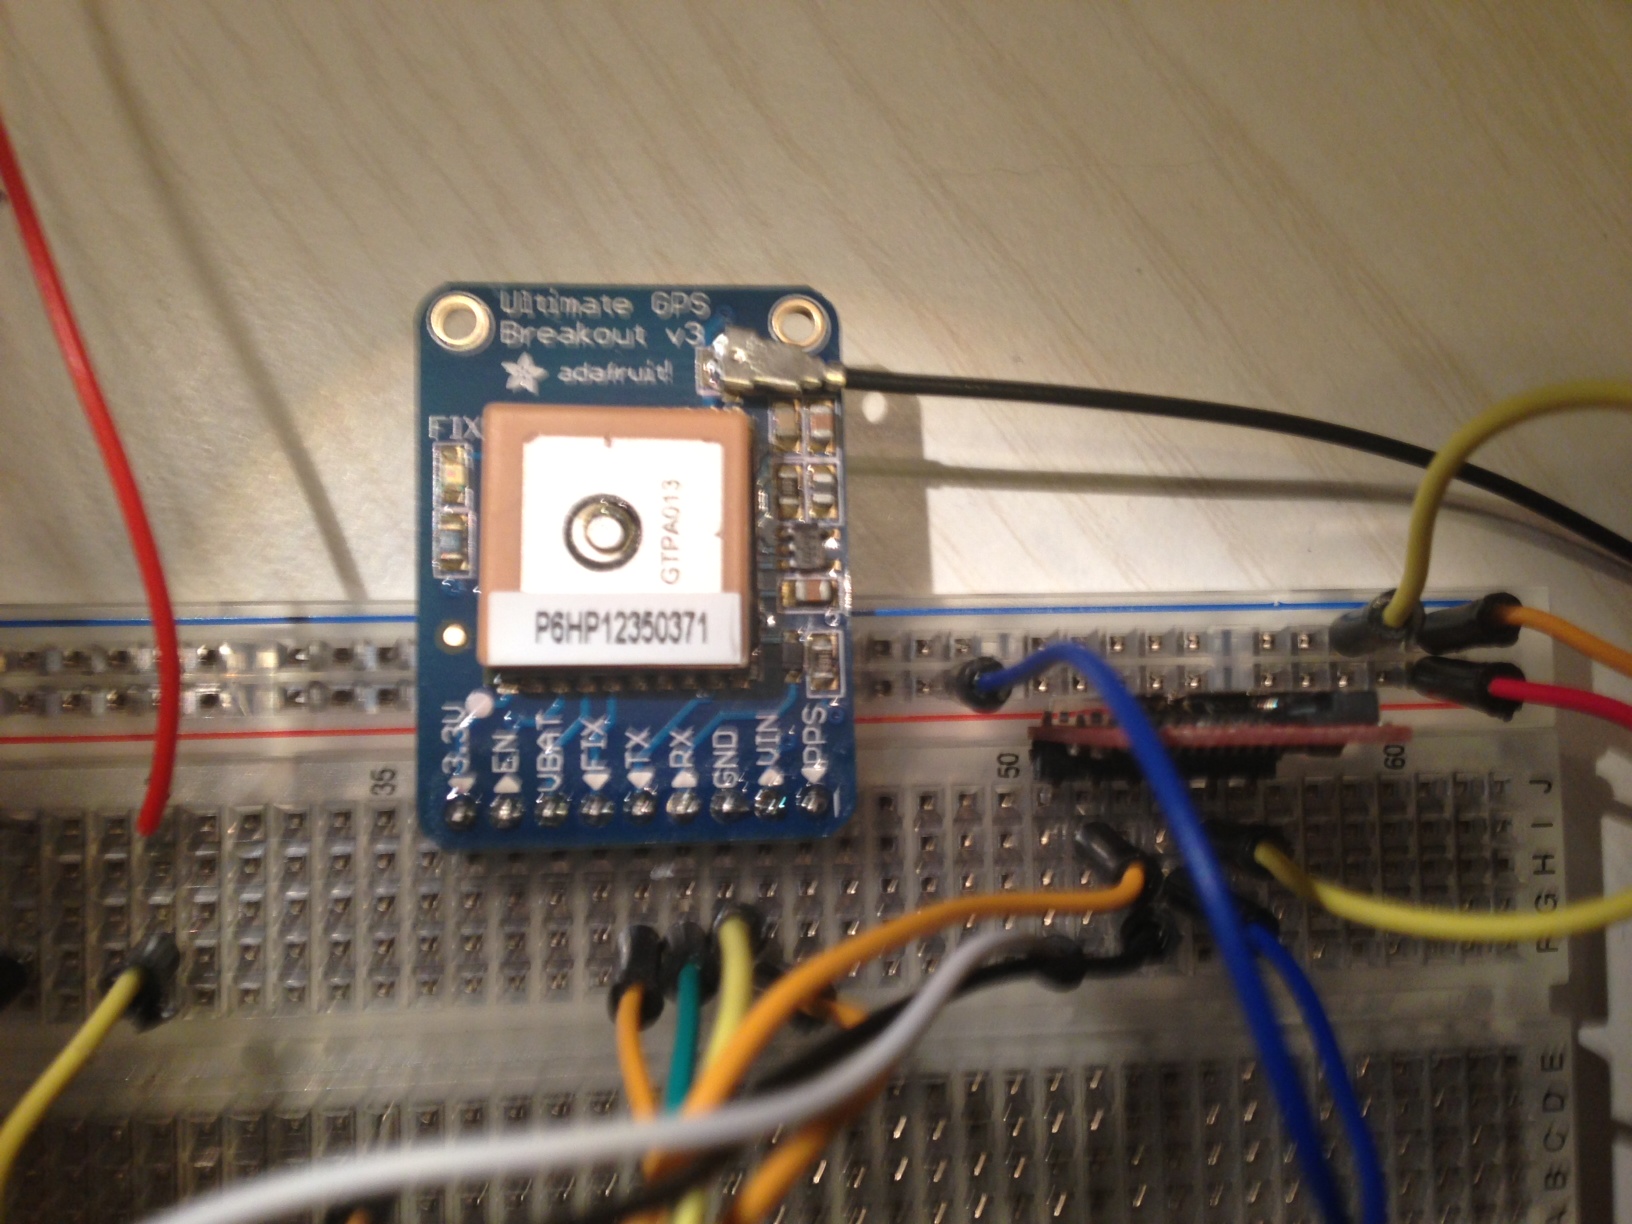 Ultimate GPS
Breakout v3
adafruit!
FIX
GTPA013
P6HP12350371
3.3V
EN
VBAT
FIX
TX
RX
GND
VIN
PPS
35
50
60
J
I
H
G
F
E
D
C
B
A